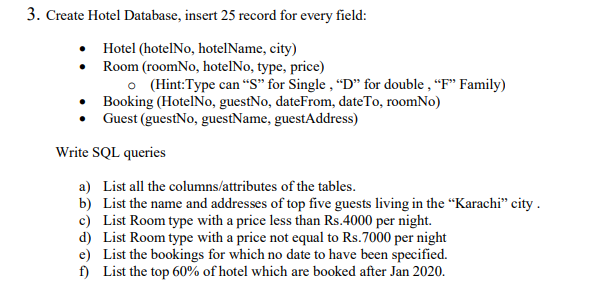 3. Create Hotel Database, insert 25 record for every field:
• Hotel (hotelNo, hotelName, city)
• Room (roomNo, hotelNo, type, price)
o (Hint:Type can “S” for Single , “D” for double , “F” Family)
• Booking (HotelNo, guestNo, dateFrom, dateTo, roomNo)
• Guest (guestNo, guestName, guestAddress)
Write SQL queries
a) List all the columns/attributes of the tables.
b) List the name and addresses of top five guests living in the “Karachi” city .
c) List Room type with a price less than Rs.4000 per night.
d) List Room type with a price not equal to Rs.7000 per night
e) List the bookings for which no date to have been specified.
f) List the top 60% of hotel which are booked after Jan 2020.